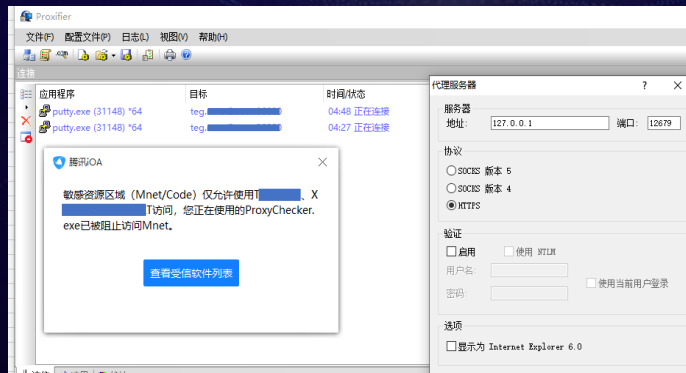 Proxifier
文件(F) 配置文件(P) 日志(L) 视图(V) 帮助(H)
连接
应用程序 目标 时间/状态
putty.exe (31148) *64 teg. 04:48 正在连接
putty.exe (31148) *64 teg. 04:27 正在连接
腾讯iOA
敏感资源区域（Mnet/Code）仅允许使用T、X
T访问，您正在使用的ProxyChecker.
exe已被阻止访问Mnet。
查看受信软件列表
代理服务器 ? ×
服务器
地址: 127.0.0.1 端口: 12679
协议
SOCKS 版本 5
SOCKS 版本 4
HTTPS
验证
启用 使用 NTLM
用户名:
密码: 使用当前用户登录
选项
显示为 Internet Explorer 6.0